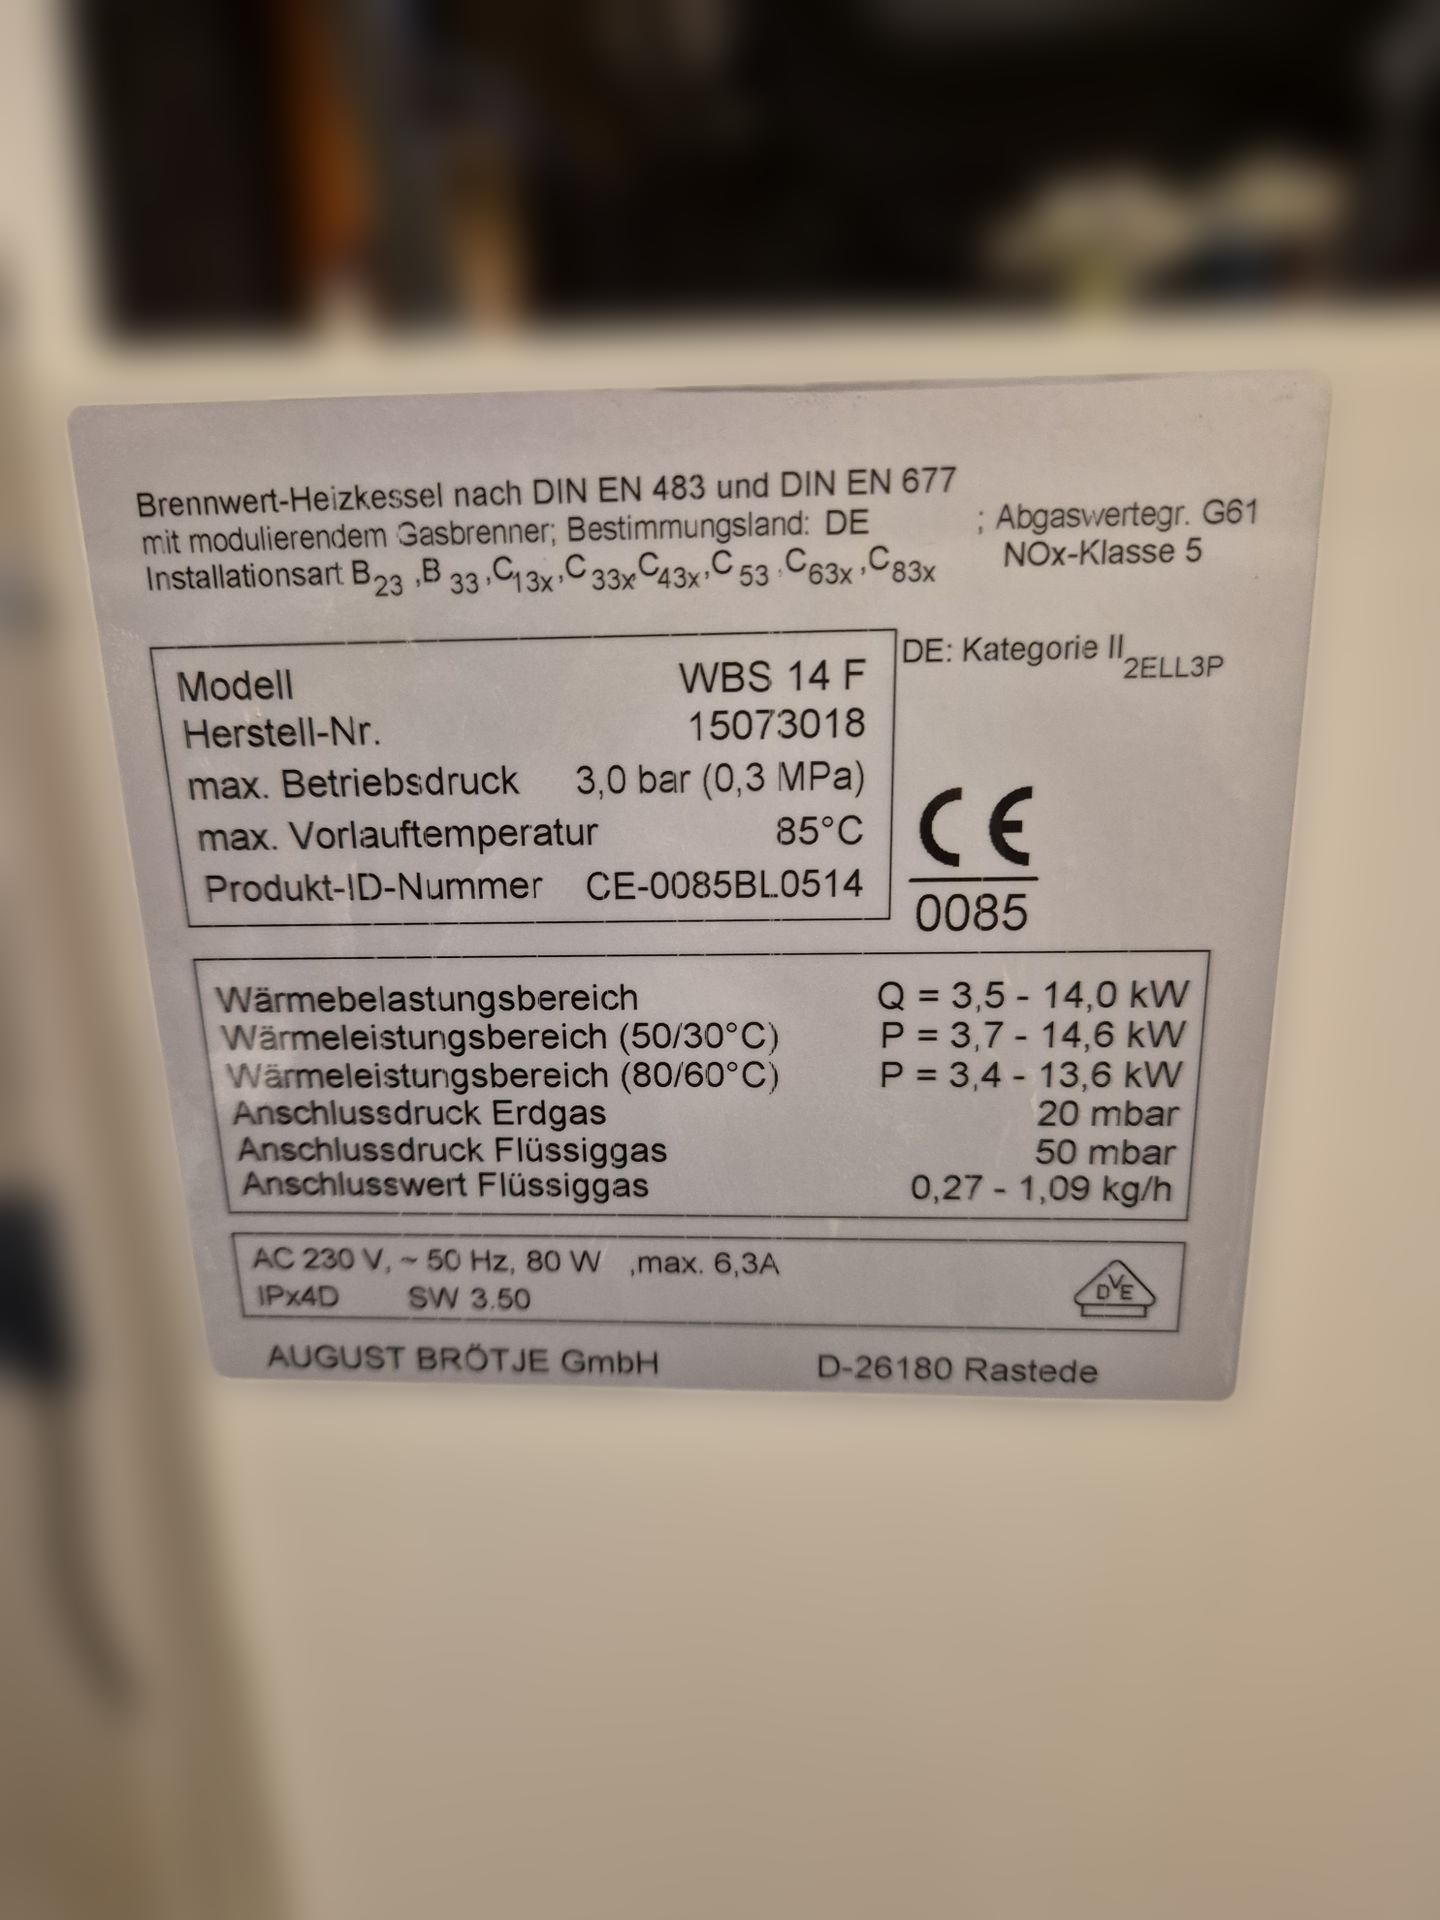 Brennwert-Heizkessel nach DIN EN 483 und DIN EN 677
mit modulierendem Gasbrenner; Bestimmungsland: DE ; Abgaswertegr. G61
Installationsart B23 ,B 33 ,C13x ,C 33x C43x ,C 53 ,C63x ,C83x NOx-Klasse 5
DE: Kategorie II2ELL3P
Modell WBS 14 F
Herstell-Nr. 15073018
max. Betriebsdruck 3,0 bar (0,3 MPa)
max. Vorlauftemperatur 85°C
Produkt-ID-Nummer CE-0085BL0514
CE
0085
Wärmebelastungsbereich Q = 3,5 - 14,0 kW
Wärmeleistungsbereich (50/30°C) P = 3,7 - 14,6 kW
Wärmeleistungsbereich (80/60°C) P = 3,4 - 13,6 kW
Anschlussdruck Erdgas 20 mbar
Anschlussdruck Flüssiggas 50 mbar
Anschlusswert Flüssiggas 0,27 - 1,09 kg/h
AC 230 V, ~ 50 Hz, 80 W ,max. 6,3A
IPx4D SW 3.50
DVE
AUGUST BRÖTJE GmbH D-26180 Rastede